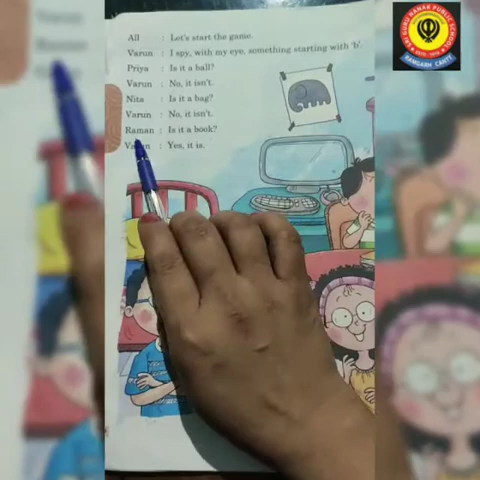 All : Let's start the game.
Varun : I spy, with my eye, something starting with 'b'.
Priya : Is it a ball?
Varun : No, it isn't.
Nita : Is it a bag?
Varun : No, it isn't.
Raman : Is it a book?
Varun : Yes, it is.
SRI GURU NANAK PUBLIC SCHOOL
RAMGARH CANTT